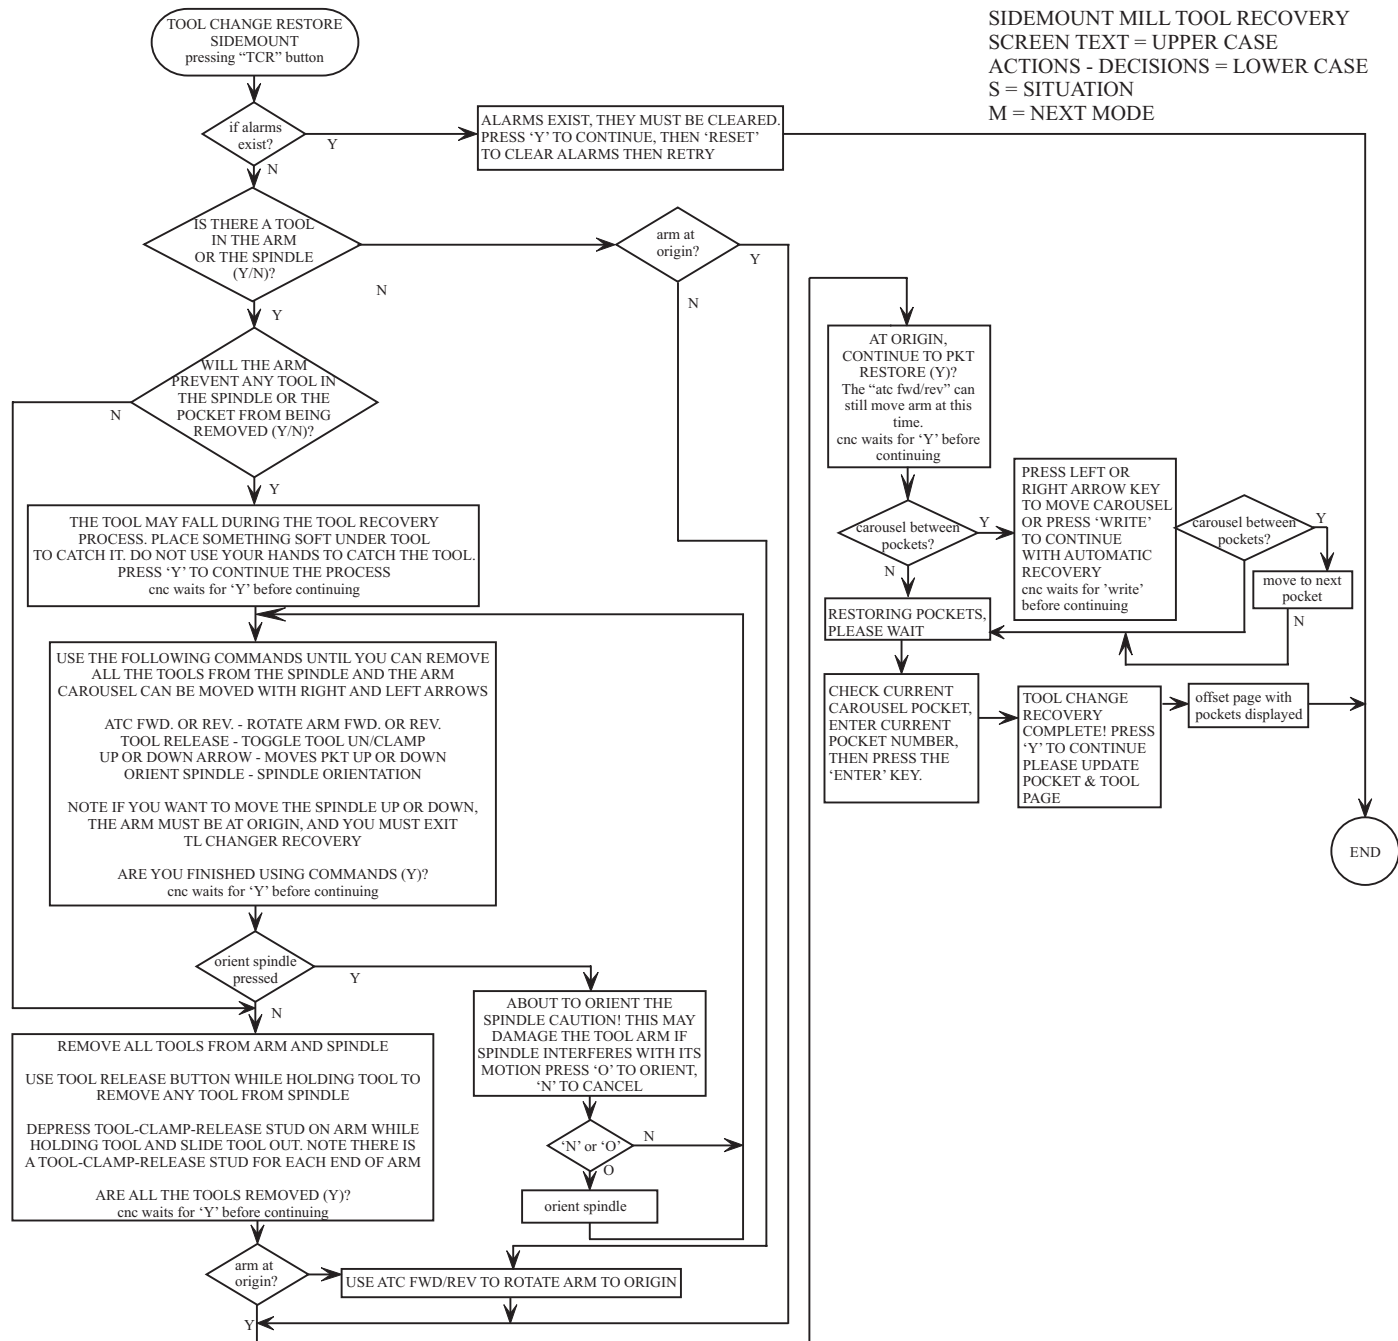 TOOL CHANGE RESTORE
SIDEMOUNT
pressing “TCR” button
SIDEMOUNT MILL TOOL RECOVERY
SCREEN TEXT = UPPER CASE
ACTIONS - DECISIONS = LOWER CASE
S = SITUATION
M = NEXT MODE
if alarms
exist?
Y
N
ALARMS EXIST, THEY MUST BE CLEARED.
PRESS ‘Y’ TO CONTINUE, THEN ‘RESET’
TO CLEAR ALARMS THEN RETRY
IS THERE A TOOL
IN THE ARM
OR THE SPINDLE
(Y/N)?
N
Y
arm at
origin?
Y
N
WILL THE ARM
PREVENT ANY TOOL IN
THE SPINDLE OR THE
POCKET FROM BEING
REMOVED (Y/N)?
N
Y
THE TOOL MAY FALL DURING THE TOOL RECOVERY
PROCESS. PLACE SOMETHING SOFT UNDER TOOL
TO CATCH IT. DO NOT USE YOUR HANDS TO CATCH THE TOOL.
PRESS ‘Y’ TO CONTINUE THE PROCESS
cnc waits for ‘Y’ before continuing
USE THE FOLLOWING COMMANDS UNTIL YOU CAN REMOVE
ALL THE TOOLS FROM THE SPINDLE AND THE ARM
CAROUSEL CAN BE MOVED WITH RIGHT AND LEFT ARROWS
ATC FWD. OR REV. - ROTATE ARM FWD. OR REV.
TOOL RELEASE - TOGGLE TOOL UN/CLAMP
UP OR DOWN ARROW - MOVES PKT UP OR DOWN
ORIENT SPINDLE - SPINDLE ORIENTATION
NOTE IF YOU WANT TO MOVE THE SPINDLE UP OR DOWN,
THE ARM MUST BE AT ORIGIN, AND YOU MUST EXIT
TL CHANGER RECOVERY
ARE YOU FINISHED USING COMMANDS (Y)?
cnc waits for ‘Y’ before continuing
orient spindle
pressed
Y
N
REMOVE ALL TOOLS FROM ARM AND SPINDLE
USE TOOL RELEASE BUTTON WHILE HOLDING TOOL TO
REMOVE ANY TOOL FROM SPINDLE
DEPRESS TOOL-CLAMP-RELEASE STUD ON ARM WHILE
HOLDING TOOL AND SLIDE TOOL OUT. NOTE THERE IS
A TOOL-CLAMP-RELEASE STUD FOR EACH END OF ARM
ARE ALL THE TOOLS REMOVED (Y)?
cnc waits for ‘Y’ before continuing
ABOUT TO ORIENT THE
SPINDLE CAUTION! THIS MAY
DAMAGE THE TOOL ARM IF
SPINDLE INTERFERES WITH ITS
MOTION PRESS ‘O’ TO ORIENT,
‘N’ TO CANCEL
‘N’ or ‘O’
N
O
orient spindle
arm at
origin?
Y
USE ATC FWD/REV TO ROTATE ARM TO ORIGIN
AT ORIGIN,
CONTINUE TO PKT
RESTORE (Y)?
The “atc fwd/rev” can
still move arm at this
time.
cnc waits for ‘Y’ before
continuing
carousel between
pockets?
Y
N
PRESS LEFT OR
RIGHT ARROW KEY
TO MOVE CAROUSEL
OR PRESS ‘WRITE’
TO CONTINUE
WITH AUTOMATIC
RECOVERY
cnc waits for 'write'
before continuing
carousel between
pockets?
Y
move to next
pocket
N
RESTORING POCKETS,
PLEASE WAIT
CHECK CURRENT
CAROUSEL POCKET,
ENTER CURRENT
POCKET NUMBER,
THEN PRESS THE
‘ENTER’ KEY.
TOOL CHANGE
RECOVERY
COMPLETE! PRESS
‘Y’ TO CONTINUE
PLEASE UPDATE
POCKET & TOOL
PAGE
offset page with
pockets displayed
END